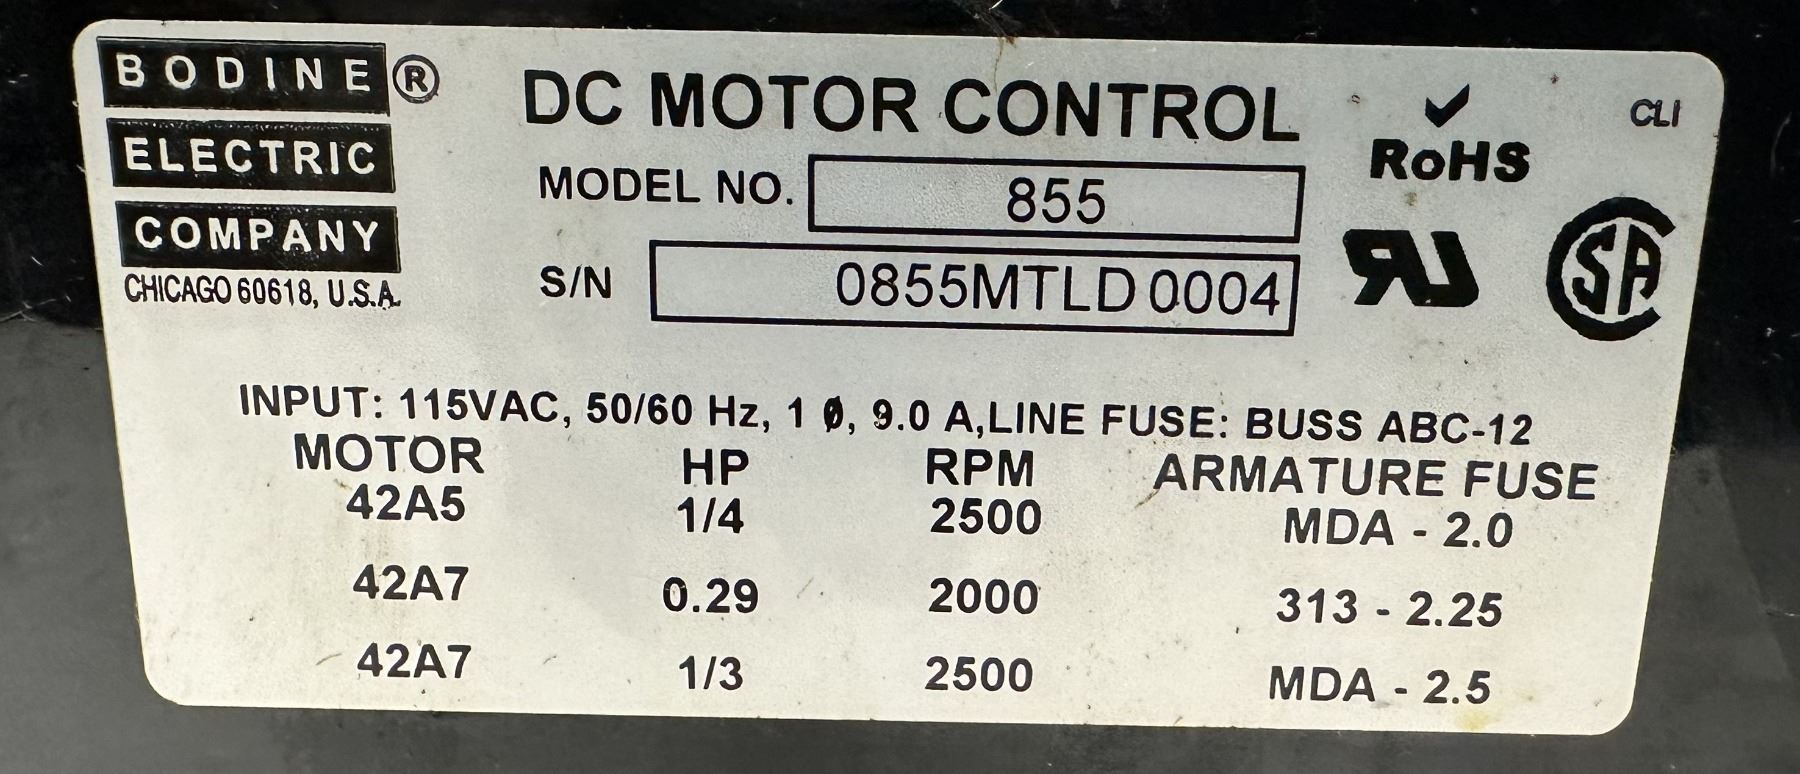 BODINE®
ELECTRIC
COMPANY
CHICAGO 60618, U.S.A.
DC MOTOR CONTROL
MODEL NO. 855
S/N 0855MTLD 0004
RoHS
CLI
RU
CSA
INPUT: 115VAC, 50/60 Hz, 1 ø, 9.0 A,LINE FUSE: BUSS ABC-12
MOTOR HP RPM ARMATURE FUSE
42A5 1/4 2500 MDA - 2.0
42A7 0.29 2000 313 - 2.25
42A7 1/3 2500 MDA - 2.5